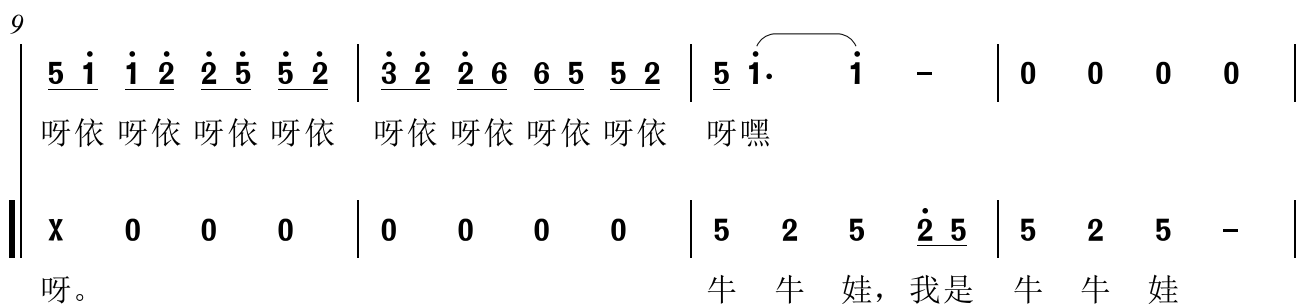 9
5 1̇ 1̇ 2̇ 2̇ 5̇ 5̇ 2̇ | 3̇ 2̇ 2̇ 6 6 5 5 2 | 5 1̇. 1̇ – | 0 0 0 0 |
呀依 呀依 呀依 呀依 呀依 呀依 呀依 呀依 呀嘿
X 0 0 0 | 0 0 0 0 | 5 2 5 2̇ 5 | 5 2 5 – |
呀。 牛 牛 娃，我是 牛 牛 娃